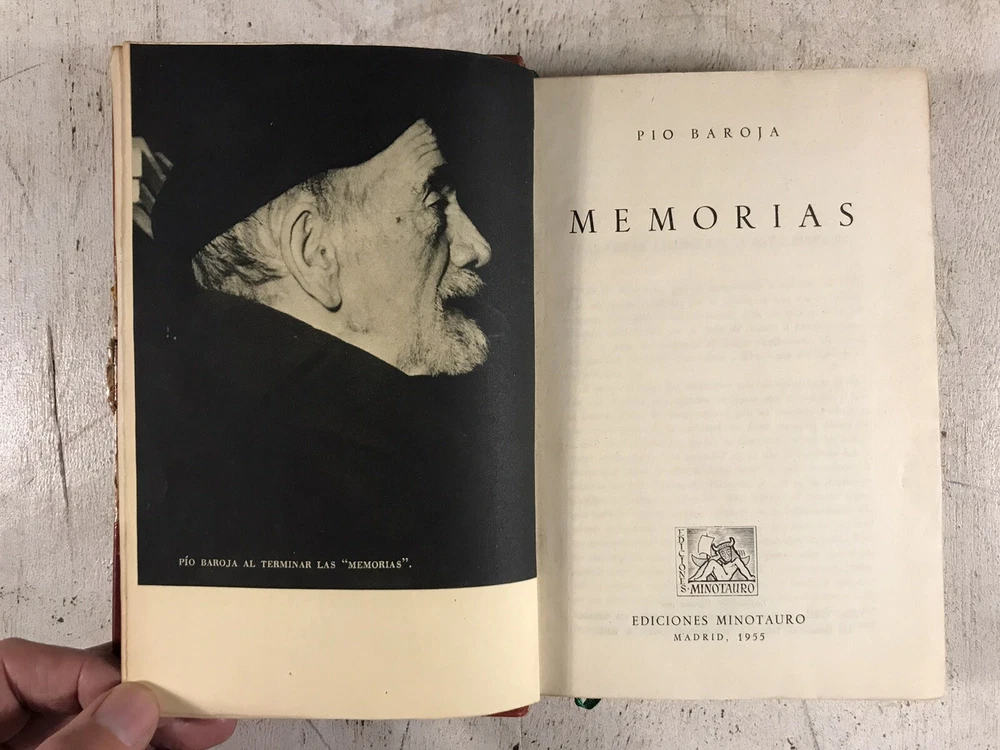 PÍO BAROJA AL TERMINAR LAS “MEMORIAS”.
PIO BAROJA
MEMORIAS
EDICIONES
MINOTAURO
EDICIONES MINOTAURO
MADRID, 1955